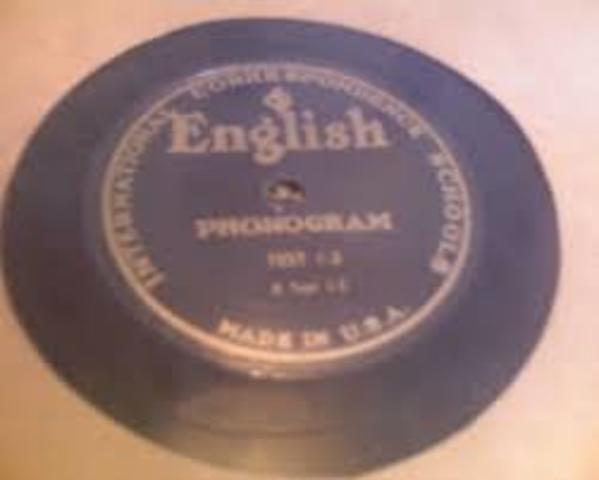 INTERNATIONAL CORRESPONDENCE SCHOOLS
English
PHONOGRAM
MADE IN U.S.A.